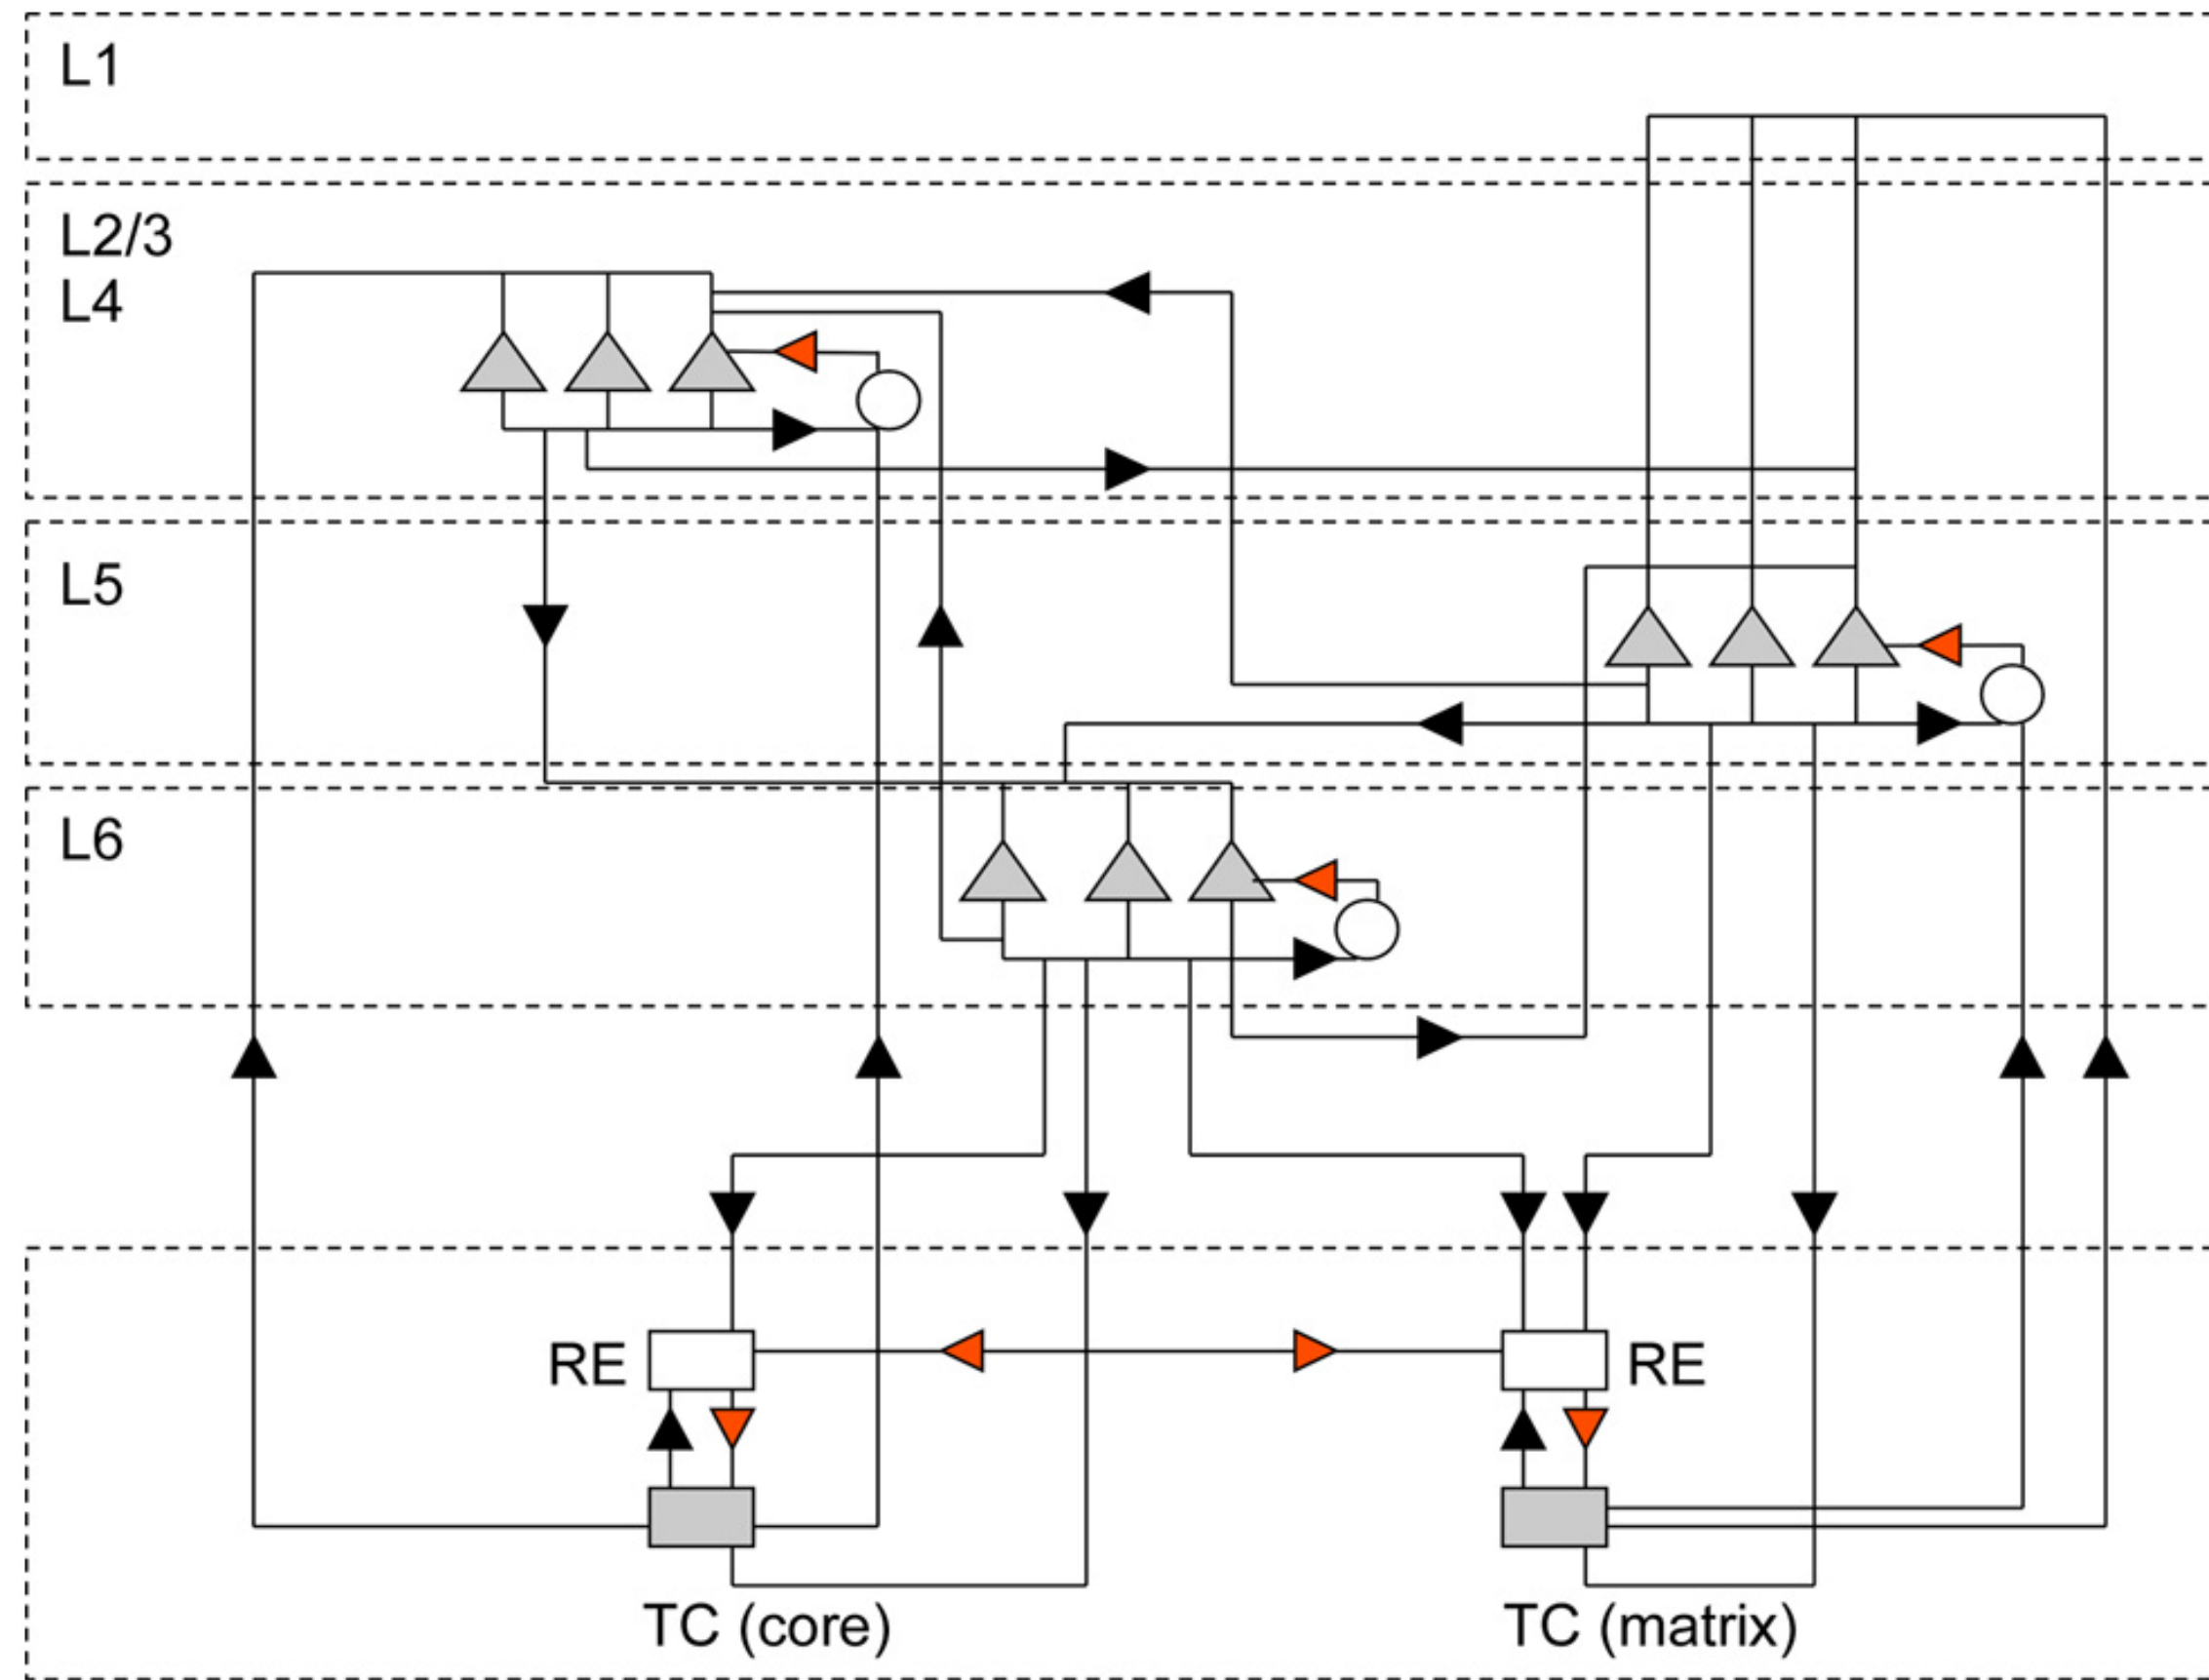 L1
L2/3
L4
L5
L6
RE
RE
TC (core)
TC (matrix)